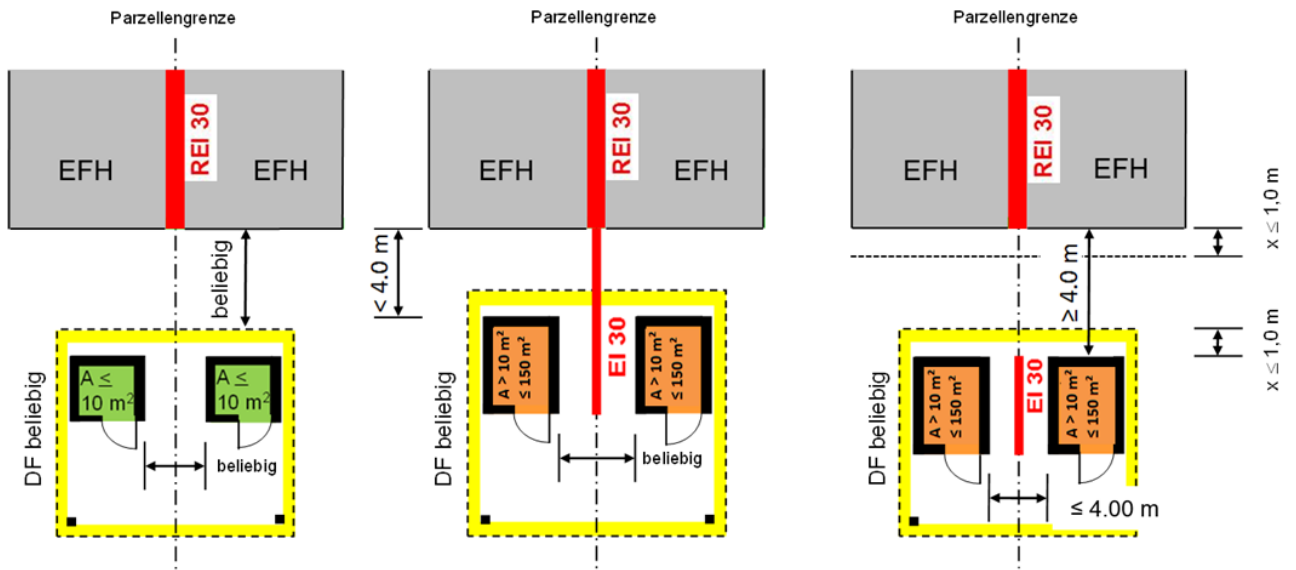 Parzellengrenze
EFH
REI 30
EFH
beliebig
DF beliebig
A ≤
10 m²
A ≤
10 m²
beliebig
Parzellengrenze
EFH
REI 30
EFH
< 4.0 m
DF beliebig
A > 10 m²
≤ 150 m²
EI 30
A > 10 m²
≤ 150 m²
beliebig
Parzellengrenze
EFH
REI 30
EFH
x ≤ 1,0 m
≥ 4.0 m
x ≤ 1,0 m
DF beliebig
A > 10 m²
≤ 150 m²
EI 30
A > 10 m²
≤ 150 m²
≤ 4.00 m